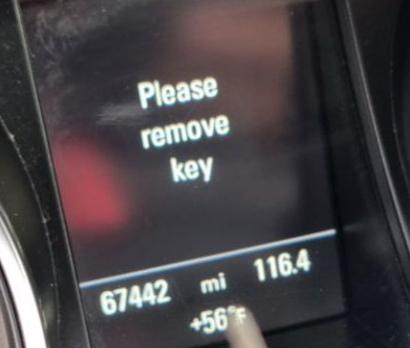 Please
remove
key
67442 mi 116.4
+56°F